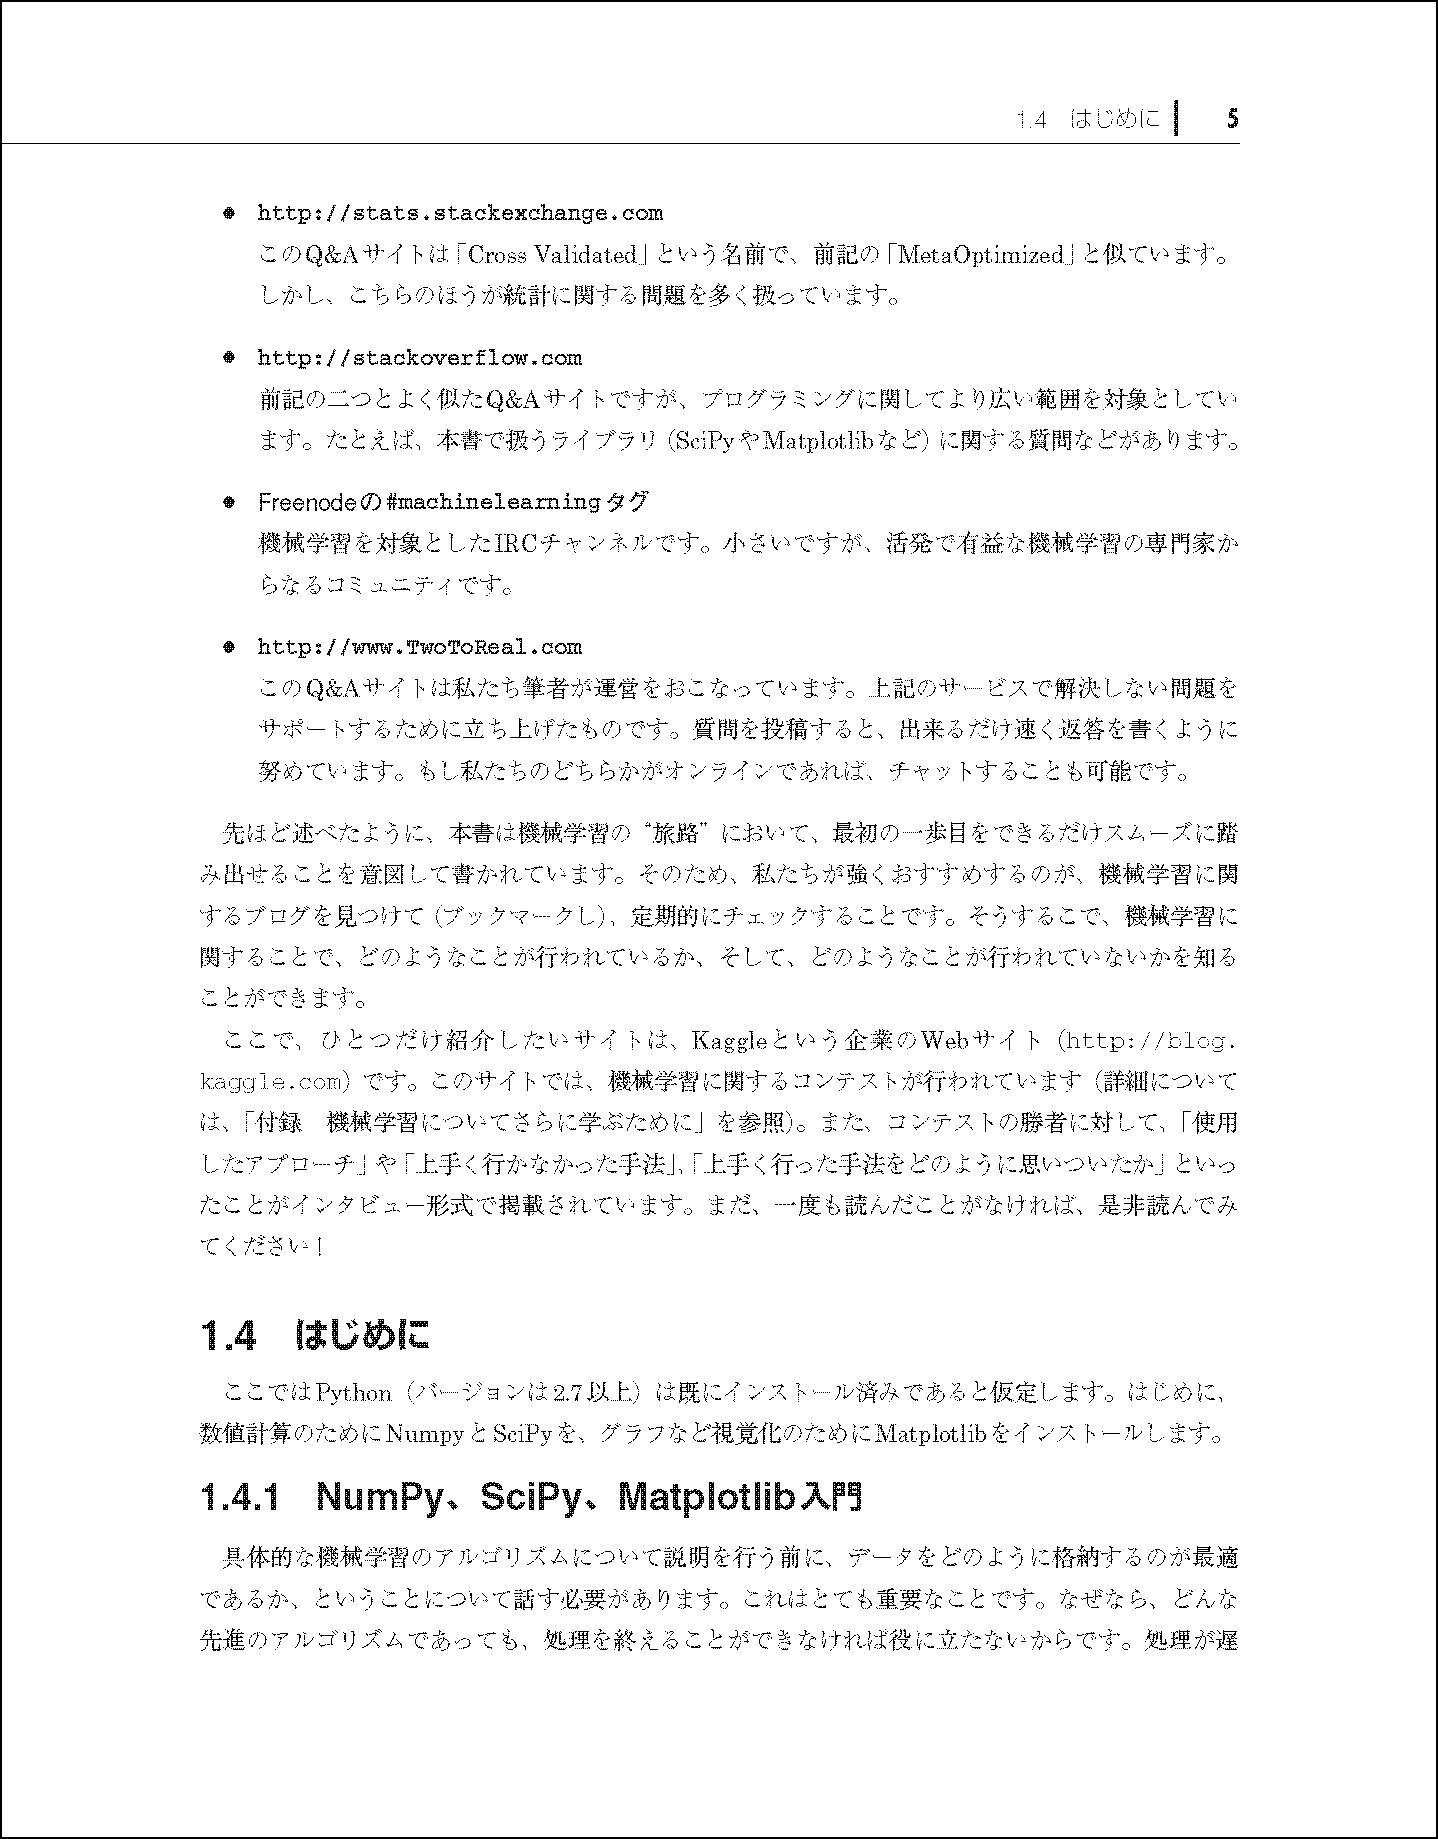 1.4　はじめに　5
● http://stats.stackexchange.com
このQ&Aサイトは「Cross Validated」という名前で、前記の「MetaOptimized」と似ています。
しかし、こちらのほうが統計に関する問題を多く扱っています。
● http://stackoverflow.com
前記の二つとよく似たQ&Aサイトですが、プログラミングに関してより広い範囲を対象としてい
ます。たとえば、本書で扱うライブラリ（SciPyやMatplotlibなど）に関する質問などがあります。
● Freenodeの#machinelearningタグ
機械学習を対象としたIRCチャンネルです。小さいですが、活発で有益な機械学習の専門家か
らなるコミュニティです。
● http://www.TwoToReal.com
このQ&Aサイトは私たち筆者が運営をおこなっています。上記のサービスで解決しない問題を
サポートするために立ち上げたものです。質問を投稿すると、出来るだけ速く返答を書くように
努めています。もし私たちのどちらかがオンラインであれば、チャットすることも可能です。
先ほど述べたように、本書は機械学習の“旅路”において、最初の一歩目をできるだけスムーズに踏
み出せることを意図して書かれています。そのため、私たちが強くおすすめするのが、機械学習に関
するブログを見つけて（ブックマークし）、定期的にチェックすることです。そうするこで、機械学習に
関することで、どのようなことが行われているか、そして、どのようなことが行われていないかを知る
ことができます。
ここで、ひとつだけ紹介したいサイトは、Kaggleという企業のWebサイト（http://blog.
kaggle.com）です。このサイトでは、機械学習に関するコンテストが行われています（詳細について
は、「付録　機械学習についてさらに学ぶために」を参照）。また、コンテストの勝者に対して、「使用
したアプローチ」や「上手く行かなかった手法」、「上手く行った手法をどのように思いついたか」といっ
たことがインタビュー形式で掲載されています。まだ、一度も読んだことがなければ、是非読んでみ
てください！
1.4　はじめに
ここではPython（バージョンは2.7以上）は既にインストール済みであると仮定します。はじめに、
数値計算のためにNumpyとSciPyを、グラフなど視覚化のためにMatplotlibをインストールします。
1.4.1　NumPy、SciPy、Matplotlib入門
具体的な機械学習のアルゴリズムについて説明を行う前に、データをどのように格納するのが最適
であるか、ということについて話す必要があります。これはとても重要なことです。なぜなら、どんな
先進のアルゴリズムであっても、処理を終えることができなければ役に立たないからです。処理が遅